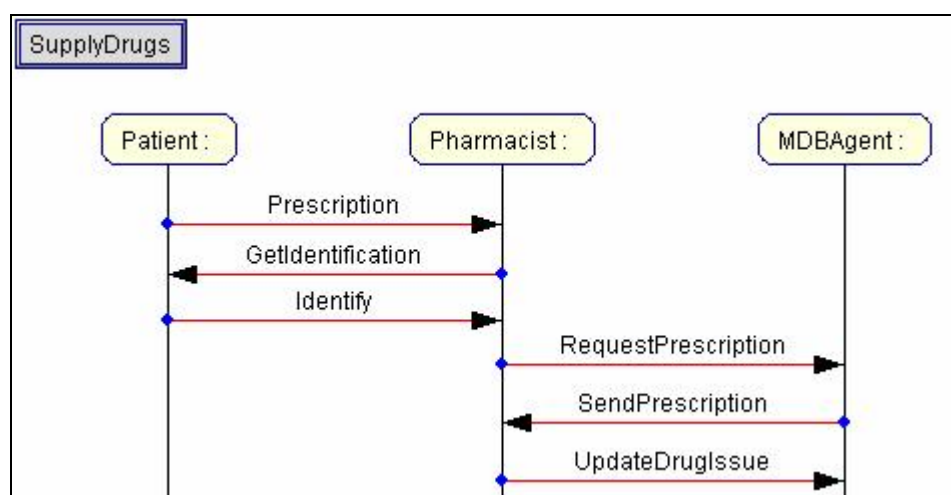 SupplyDrugs
Patient : Pharmacist : MDBAgent :
Prescription
GetIdentification
Identify
RequestPrescription
SendPrescription
UpdateDrugIssue